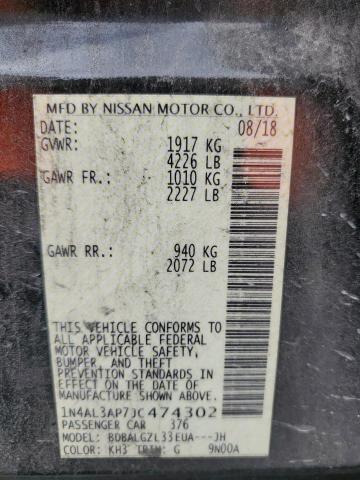 MFD BY NISSAN MOTOR CO., LTD.
DATE: 08/18
GVWR: 1917 KG
4226 LB
GAWR FR.: 1010 KG
2227 LB
GAWR RR.: 940 KG
2072 LB
THIS VEHICLE CONFORMS TO
ALL APPLICABLE FEDERAL
MOTOR VEHICLE SAFETY,
BUMPER, AND THEFT
PREVENTION STANDARDS IN
EFFECT ON THE DATE OF
MANUFACTURE SHOWN ABOVE.
1N4AL3AP7JC474302
PASSENGER CAR 376
MODEL: BDBALGZL33EUA---JH
COLOR: KH3 TRIM: G 9N00A